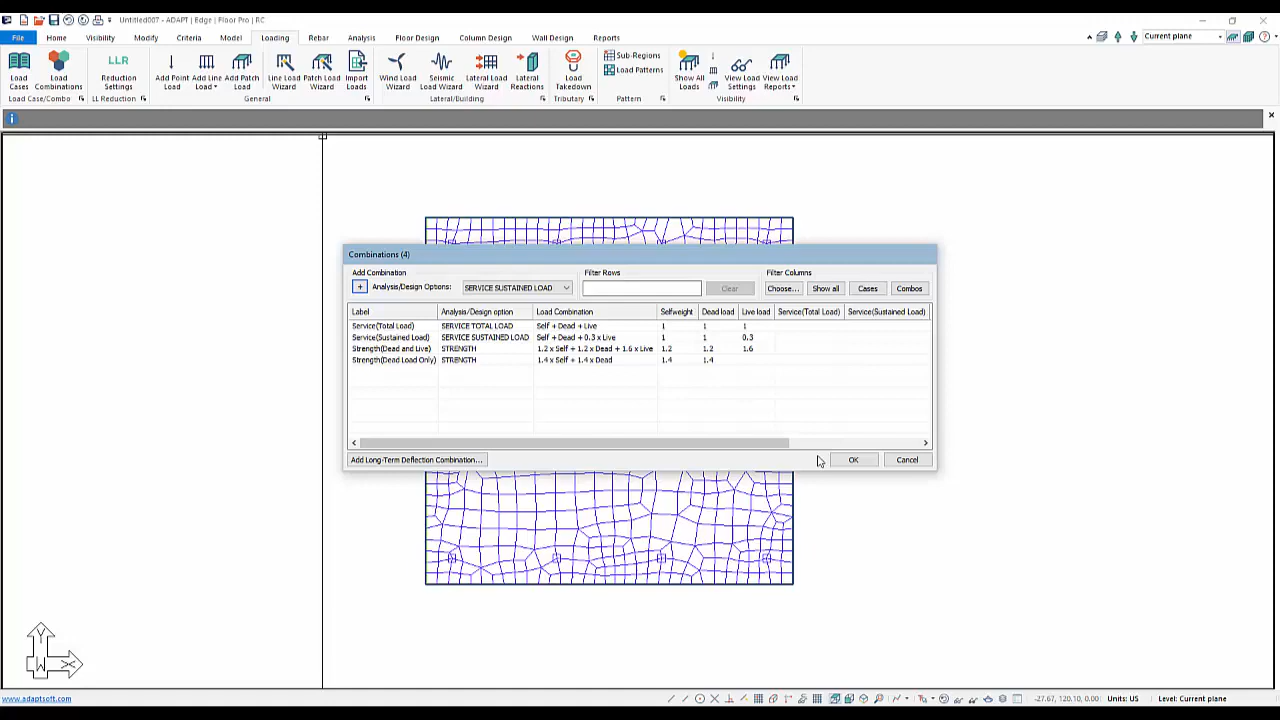 Untitled007 - ADAPT | Edge | Floor Pro | RC
File Home Visibility Modify Criteria Model Loading Rebar Analysis Floor Design Column Design Wall Design Reports
Current plane
Load Cases
Load Combinations
Load Case/Combo
LLR
Reduction Settings
LL Reduction
Add Point Load
Add Line Load
Add Patch Load
Line Load Wizard
Patch Load Wizard
Import Loads
General
Wind Load Wizard
Seismic Load Wizard
Lateral Load Wizard
Lateral Reactions
Lateral/Building
Load Takedown
Tributary
Sub-Regions
Load Patterns
Pattern
Show All Loads
View Load Settings
View Load Reports
Visibility
Combinations (4)
Add Combination
Filter Rows
Filter Columns
+ Analysis/Design Options: SERVICE SUSTAINED LOAD
Clear
Choose... Show all Cases Combos
Label Analysis/Design option Load Combination Selfweight Dead load Live load Service(Total Load) Service(Sustained Load)
Service(Total Load) SERVICE TOTAL LOAD Self + Dead + Live 1 1 1
Service(Sustained Load) SERVICE SUSTAINED LOAD Self + Dead + 0.3 x Live 1 1 0.3
Strength(Dead and Live) STRENGTH 1.2 x Self + 1.2 x Dead + 1.6 x Live 1.2 1.2 1.6
Strength(Dead Load Only) STRENGTH 1.4 x Self + 1.4 x Dead 1.4 1.4
Add Long-Term Deflection Combination...
OK Cancel
Y
W X
www.adaptsoft.com
-27.67, 120.10, 0.00 Units: US Level: Current plane